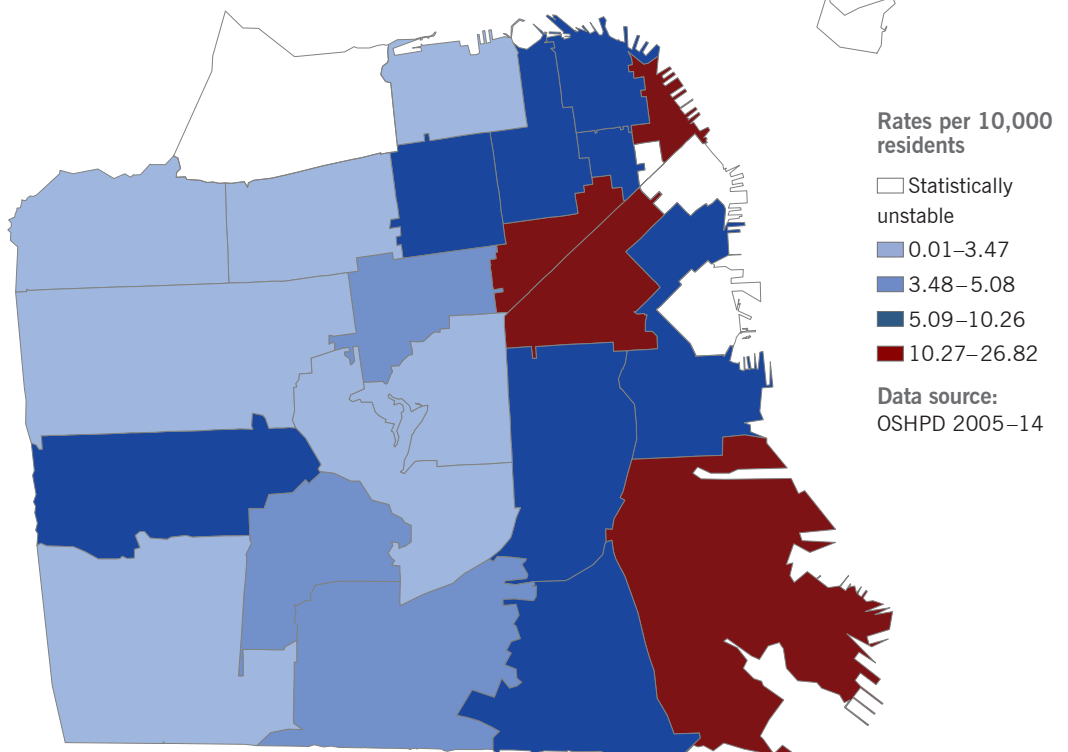 Rates per 10,000
residents
Statistically
unstable
0.01–3.47
3.48–5.08
5.09–10.26
10.27–26.82
Data source:
OSHPD 2005–14